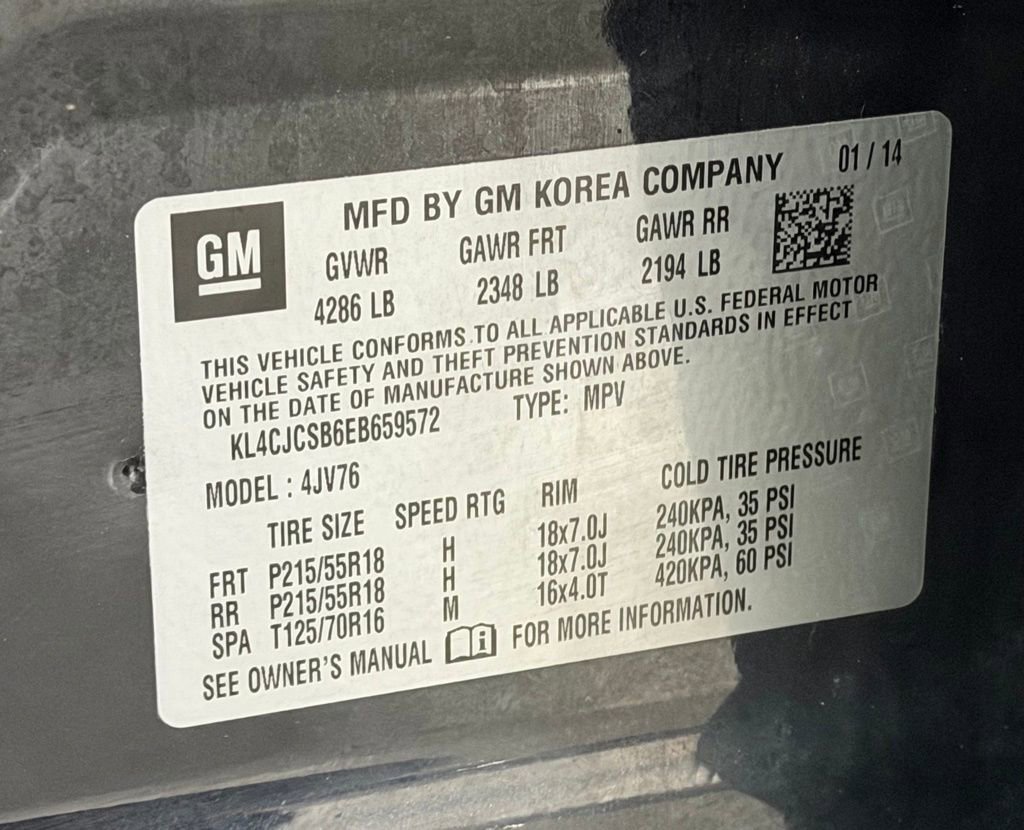 GM
MFD BY GM KOREA COMPANY 01 / 14
GVWR GAWR FRT GAWR RR
4286 LB 2348 LB 2194 LB
THIS VEHICLE CONFORMS TO ALL APPLICABLE U.S. FEDERAL MOTOR
VEHICLE SAFETY AND THEFT PREVENTION STANDARDS IN EFFECT
ON THE DATE OF MANUFACTURE SHOWN ABOVE.
KL4CJCSB6EB659572 TYPE: MPV
MODEL : 4JV76
TIRE SIZE SPEED RTG RIM COLD TIRE PRESSURE
FRT P215/55R18 H 18x7.0J 240KPA, 35 PSI
RR P215/55R18 H 18x7.0J 240KPA, 35 PSI
SPA T125/70R16 M 16x4.0T 420KPA, 60 PSI
SEE OWNER'S MANUAL FOR MORE INFORMATION.